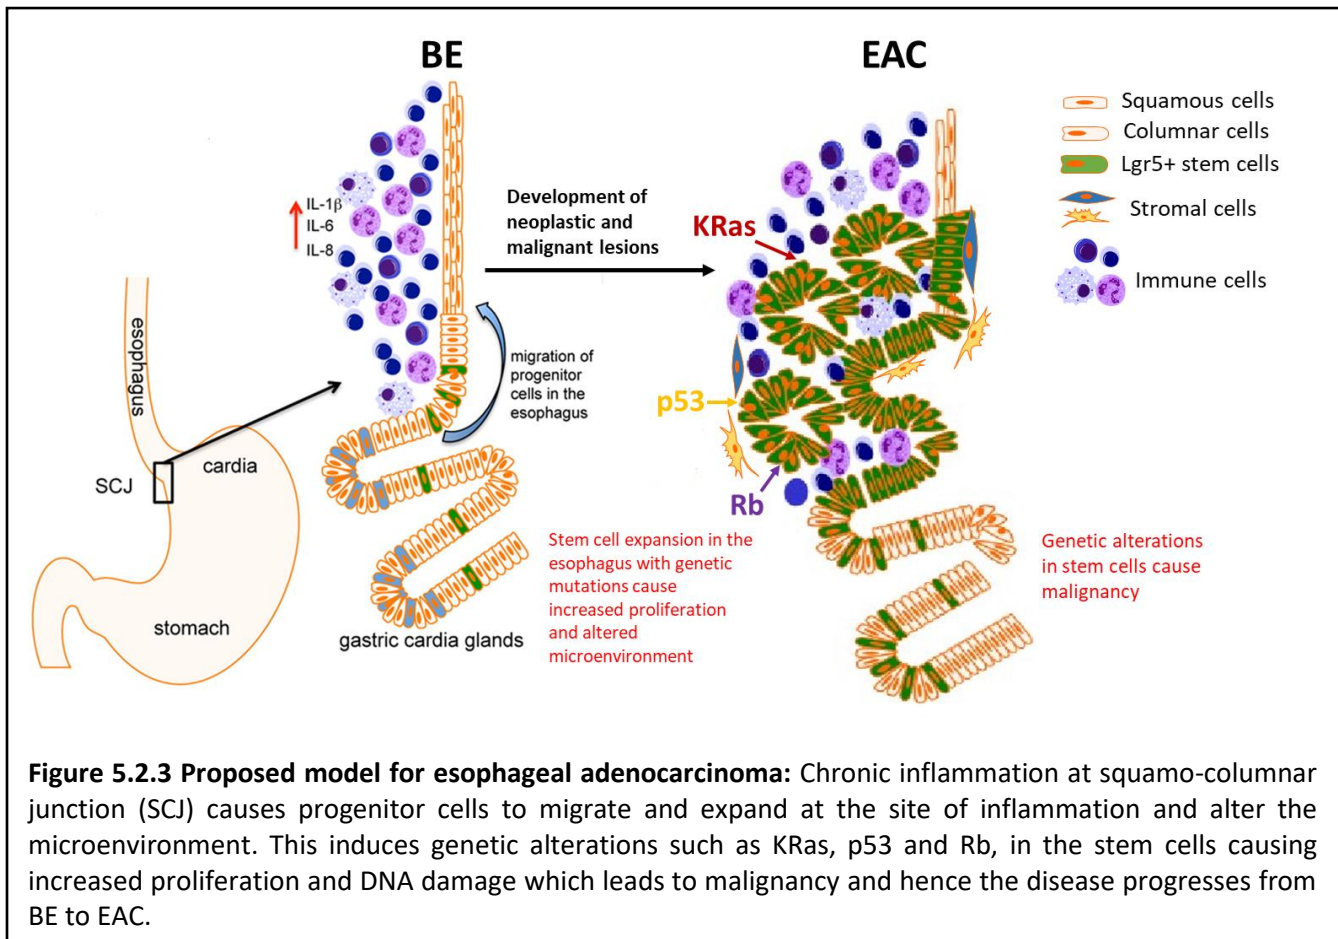 BE
EAC
Squamous cells
Columnar cells
Lgr5+ stem cells
Stromal cells
Immune cells
IL-1β
IL-6
IL-8
Development of
neoplastic and
malignant lesions
KRas
p53
Rb
migration of
progenitor
cells in the
esophagus
esophagus
cardia
SCJ
stomach
gastric cardia glands
Stem cell expansion in the
esophagus with genetic
mutations cause
increased proliferation
and altered
microenvironment
Genetic alterations
in stem cells cause
malignancy
Figure 5.2.3 Proposed model for esophageal adenocarcinoma: Chronic inflammation at squamo-columnar
junction (SCJ) causes progenitor cells to migrate and expand at the site of inflammation and alter the
microenvironment. This induces genetic alterations such as KRas, p53 and Rb, in the stem cells causing
increased proliferation and DNA damage which leads to malignancy and hence the disease progresses from
BE to EAC.